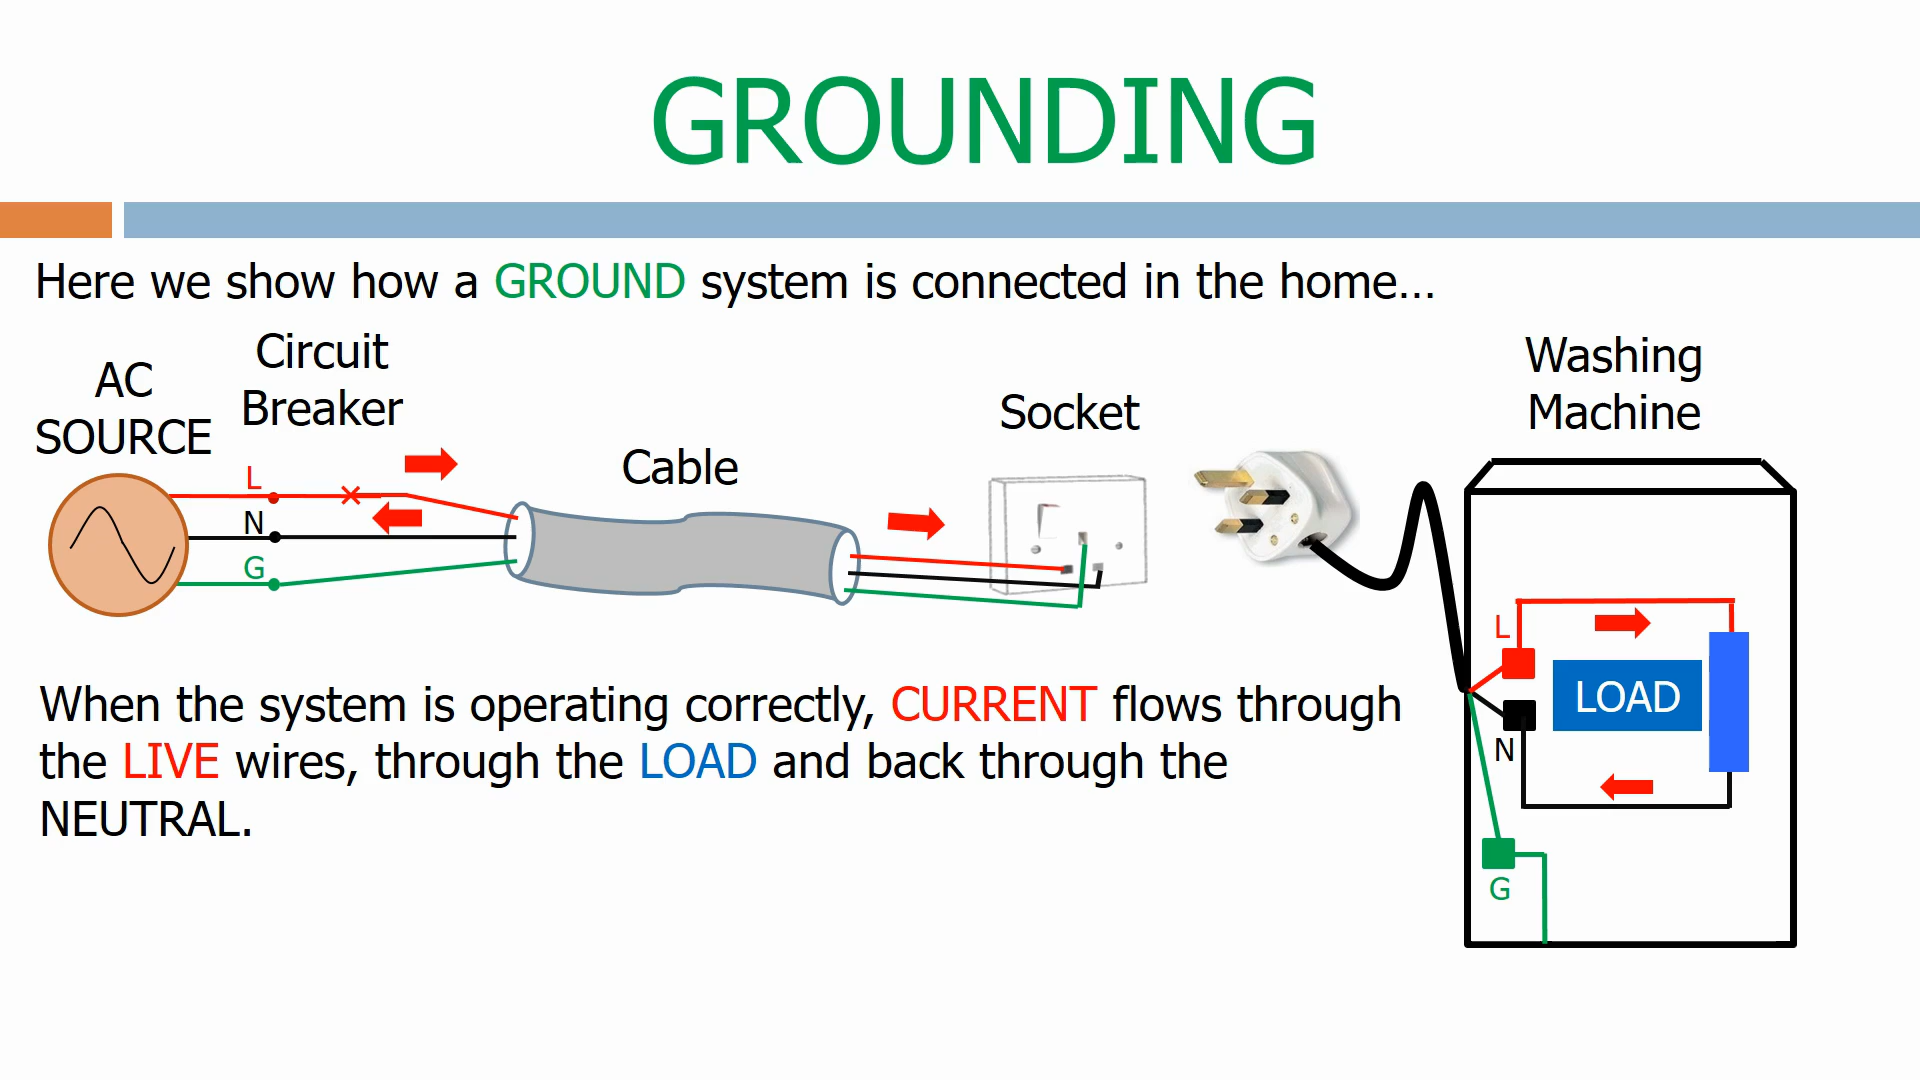 GROUNDING
Here we show how a GROUND system is connected in the home...
AC
SOURCE
Circuit
Breaker
Cable
Socket
Washing
Machine
L
N
G
L
LOAD
N
G
When the system is operating correctly, CURRENT flows through
the LIVE wires, through the LOAD and back through the
NEUTRAL.